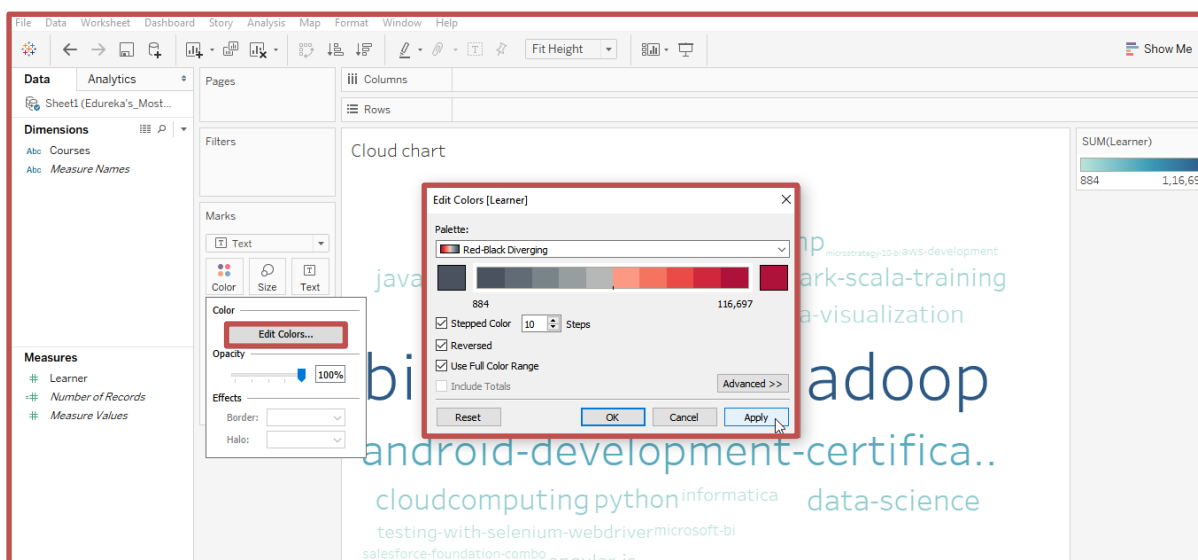 File Data Worksheet Dashboard Story Analysis Map Format Window Help
Fit Height
Show Me
Data Analytics
Pages
Columns
Sheet1 (Edureka's_Most...
Rows
Dimensions
Abc Courses
Abc Measure Names
Filters
Cloud chart
SUM(Learner)
884 1,16,69
Marks
T Text
Color Size Text
Color
Edit Colors...
Opacity
100%
Effects
Border:
Halo:
Measures
# Learner
=# Number of Records
# Measure Values
Edit Colors [Learner]
Palette:
Red-Black Diverging
884 116,697
Stepped Color 10 Steps
Reversed
Use Full Color Range
Include Totals
Advanced >>
Reset OK Cancel Apply
microstrategy-10-bi aws-development
java ark-scala-training
a-visualization
bi adoop
android-development-certifica..
cloudcomputing python informatica data-science
testing-with-selenium-webdriver microsoft-bi
salesforce-foundation-combo